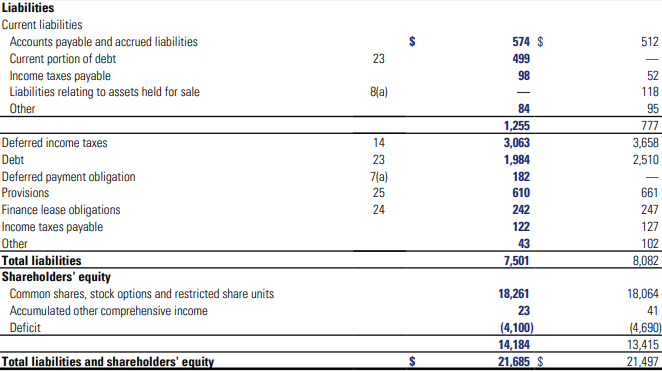 Liabilities
Current liabilities
Accounts payable and accrued liabilities $ 574 $ 512
Current portion of debt 23 499 —
Income taxes payable 98 52
Liabilities relating to assets held for sale 8(a) — 118
Other 84 95
1,255 777
Deferred income taxes 14 3,063 3,658
Debt 23 1,984 2,510
Deferred payment obligation 7(a) 182 —
Provisions 25 610 661
Finance lease obligations 24 242 247
Income taxes payable 122 127
Other 43 102
Total liabilities 7,501 8,082
Shareholders' equity
Common shares, stock options and restricted share units 18,261 18,064
Accumulated other comprehensive income 23 41
Deficit (4,100) (4,690)
14,184 13,415
Total liabilities and shareholders' equity $ 21,685 $ 21,497